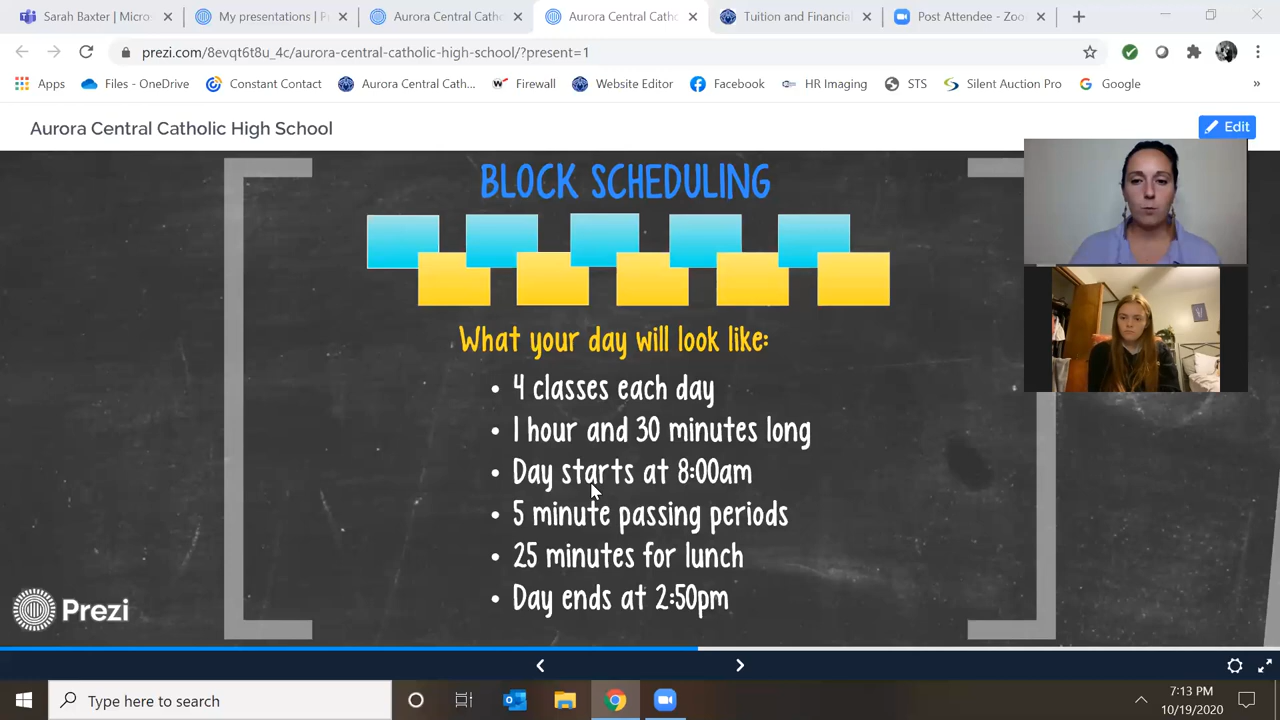 Sarah Baxter | Micros
My presentations | P
Aurora Central Catho
Aurora Central Catho
Tuition and Financial
Post Attendee - Zoo
prezi.com/8evqt6t8u_4c/aurora-central-catholic-high-school/?present=1
Apps
Files - OneDrive
Constant Contact
Aurora Central Cath...
Firewall
Website Editor
Facebook
HR Imaging
STS
Silent Auction Pro
Google
»
Aurora Central Catholic High School
Edit
BLOCK SCHEDULING
What your day will look like:
• 4 classes each day
• 1 hour and 30 minutes long
• Day starts at 8:00am
• 5 minute passing periods
• 25 minutes for lunch
• Day ends at 2:50pm
Prezi
Type here to search
7:13 PM
10/19/2020